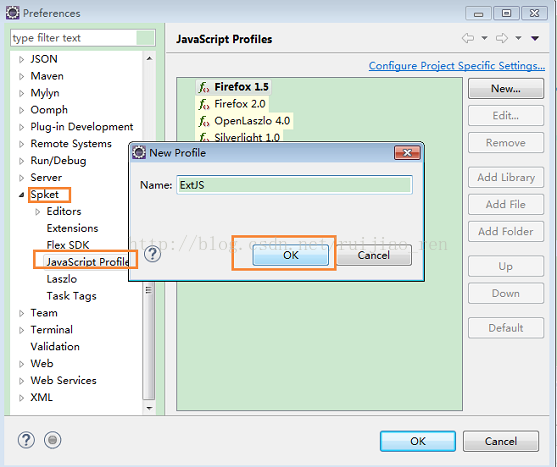 Preferences
type filter text
JSON
Maven
Mylyn
Oomph
Plug-in Development
Remote Systems
Run/Debug
Server
Spket
Editors
Extensions
Flex SDK
JavaScript Profile
Laszlo
Task Tags
Team
Terminal
Validation
Web
Web Services
XML
JavaScript Profiles
Configure Project Specific Settings...
Firefox 1.5
Firefox 2.0
OpenLaszlo 4.0
Silverlight 1.0
New...
Edit...
Remove
Add Library
Add File
Add Folder
Up
Down
Default
New Profile
Name: ExtJS
http://blog.csdn.net/ruijiao_ren
OK Cancel
OK Cancel